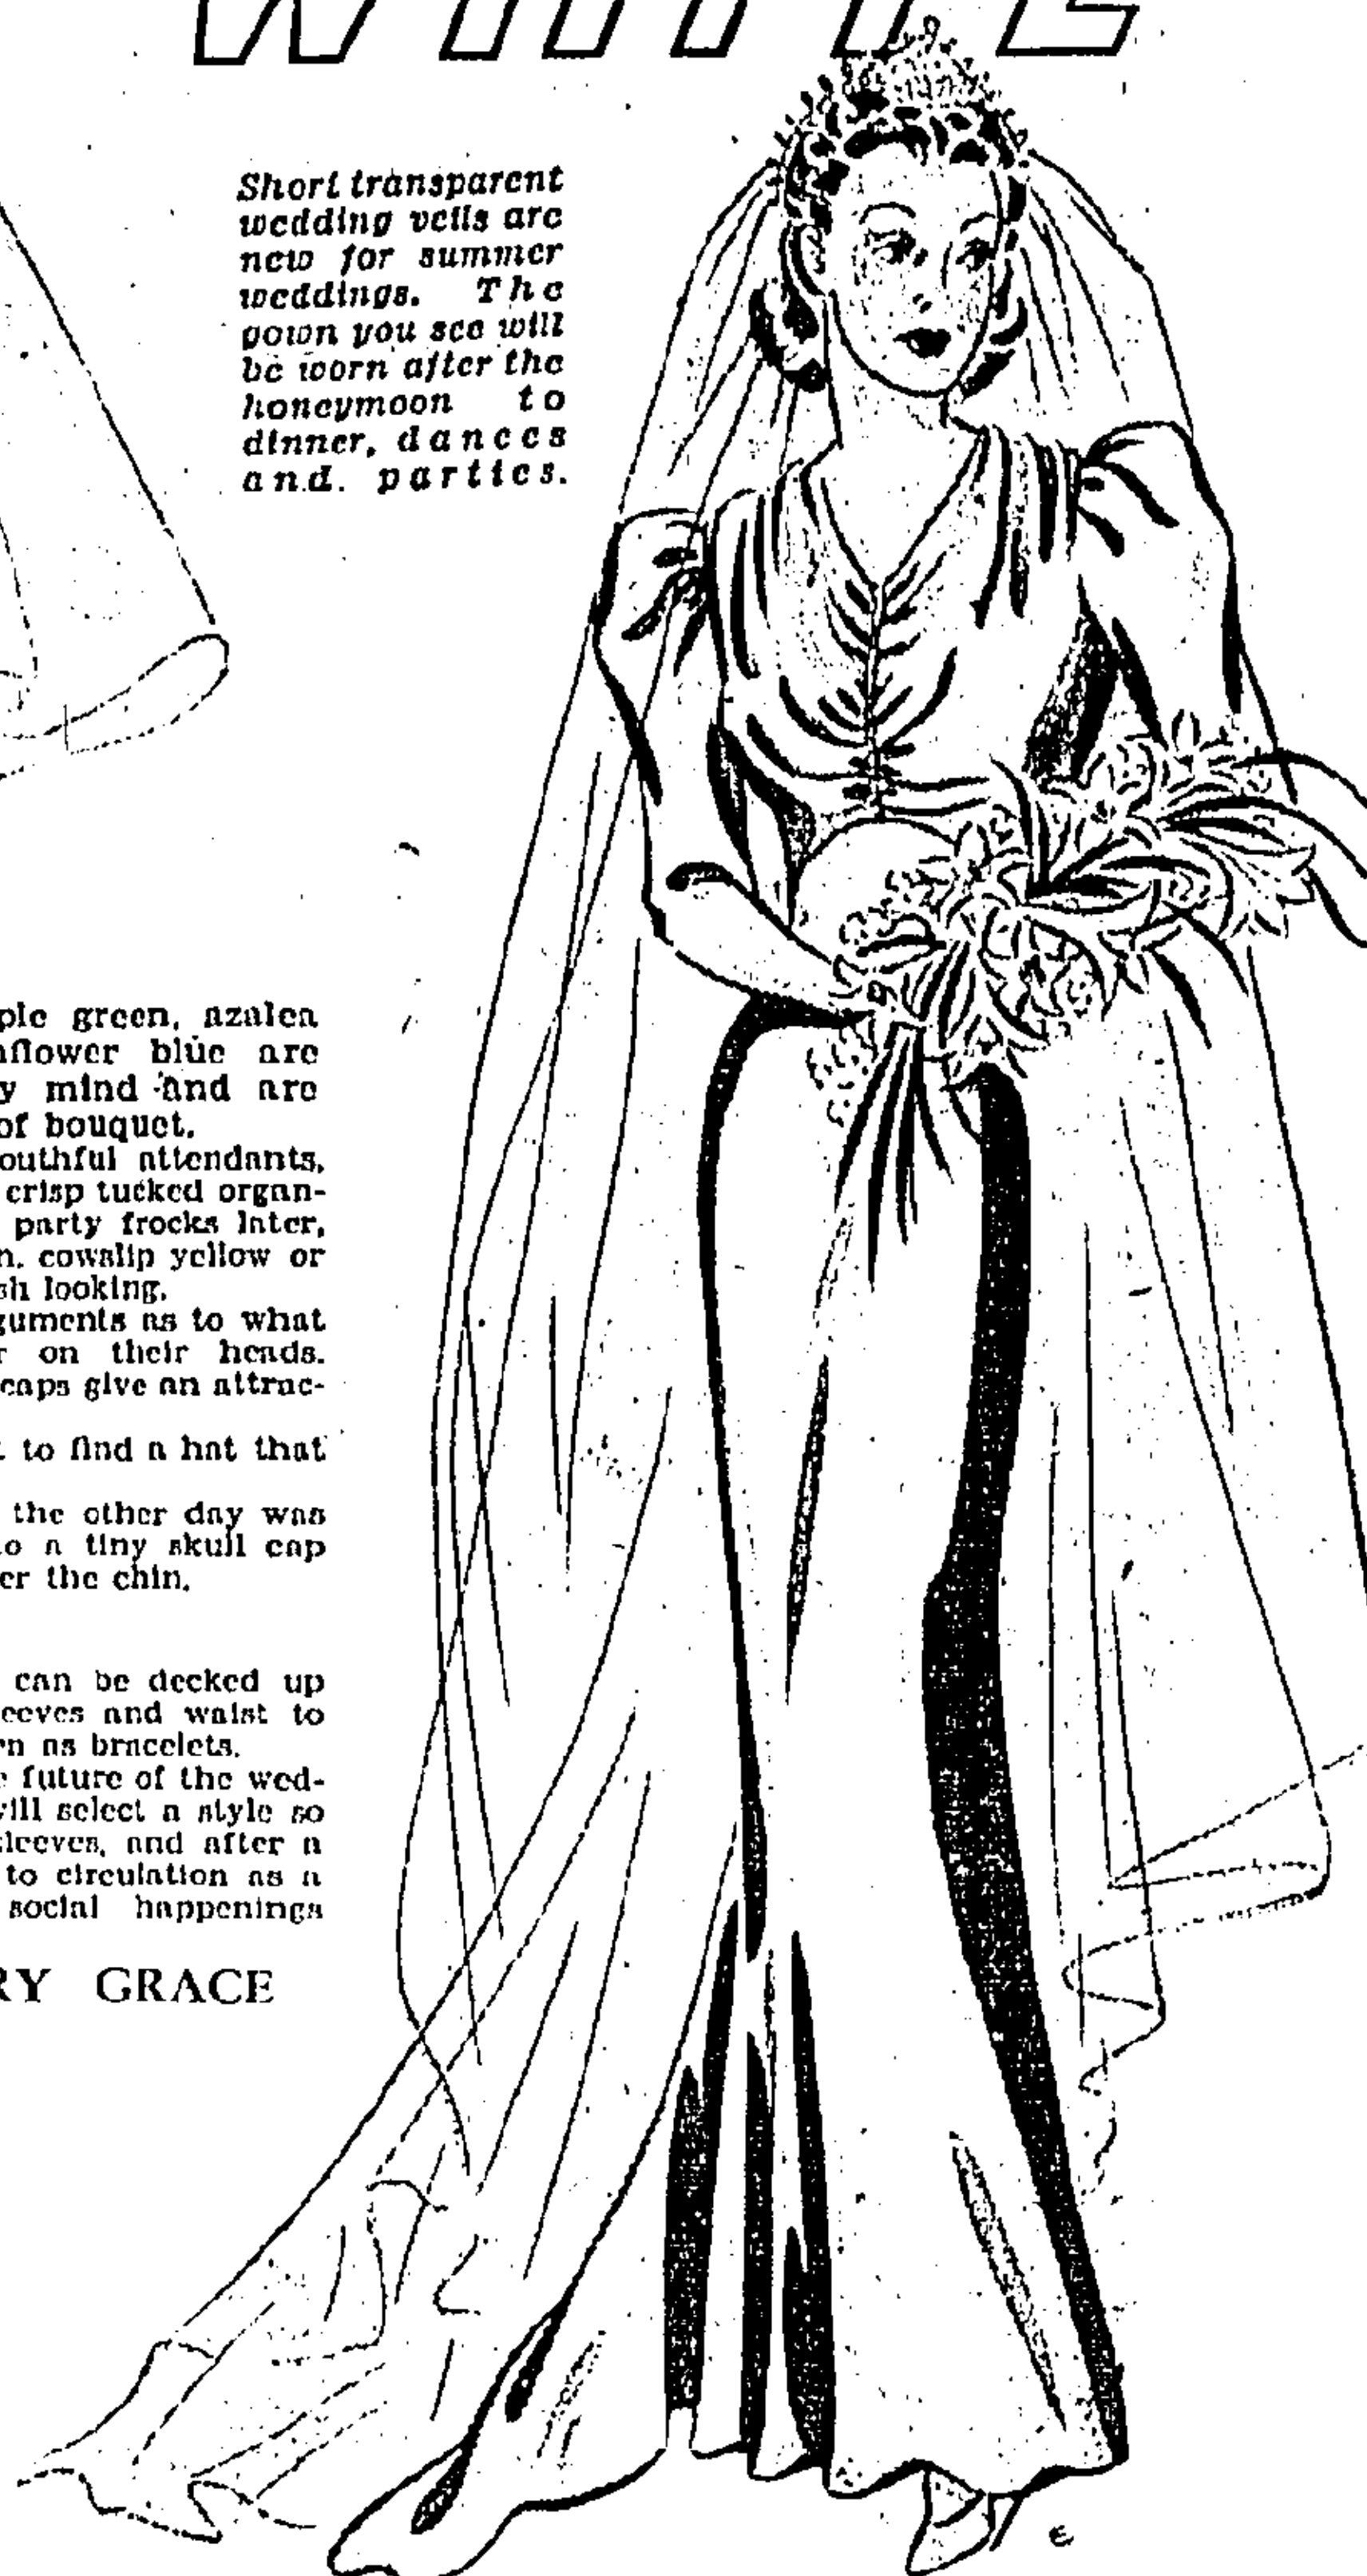 WHITE
Short transparent
wedding veils are
new for summer
weddings. The
gown you see will
be worn after the
honeymoon to
dinner, dances
and parties.
ple green, azalea
nflower blue are
y mind and are
of bouquet.
outhful attendants,
crisp tucked organ-
party frocks later,
n, cowslip yellow or
sh looking.
guments as to what
r on their heads.
caps give an attrac-
to find a hat that
the other day was
to a tiny skull cap
er the chin.
can be decked up
eeves and waist to
rn as bracelets.
e future of the wed-
will select a style so
sleeves, and after a
to circulation as a
social happenings
RY GRACE